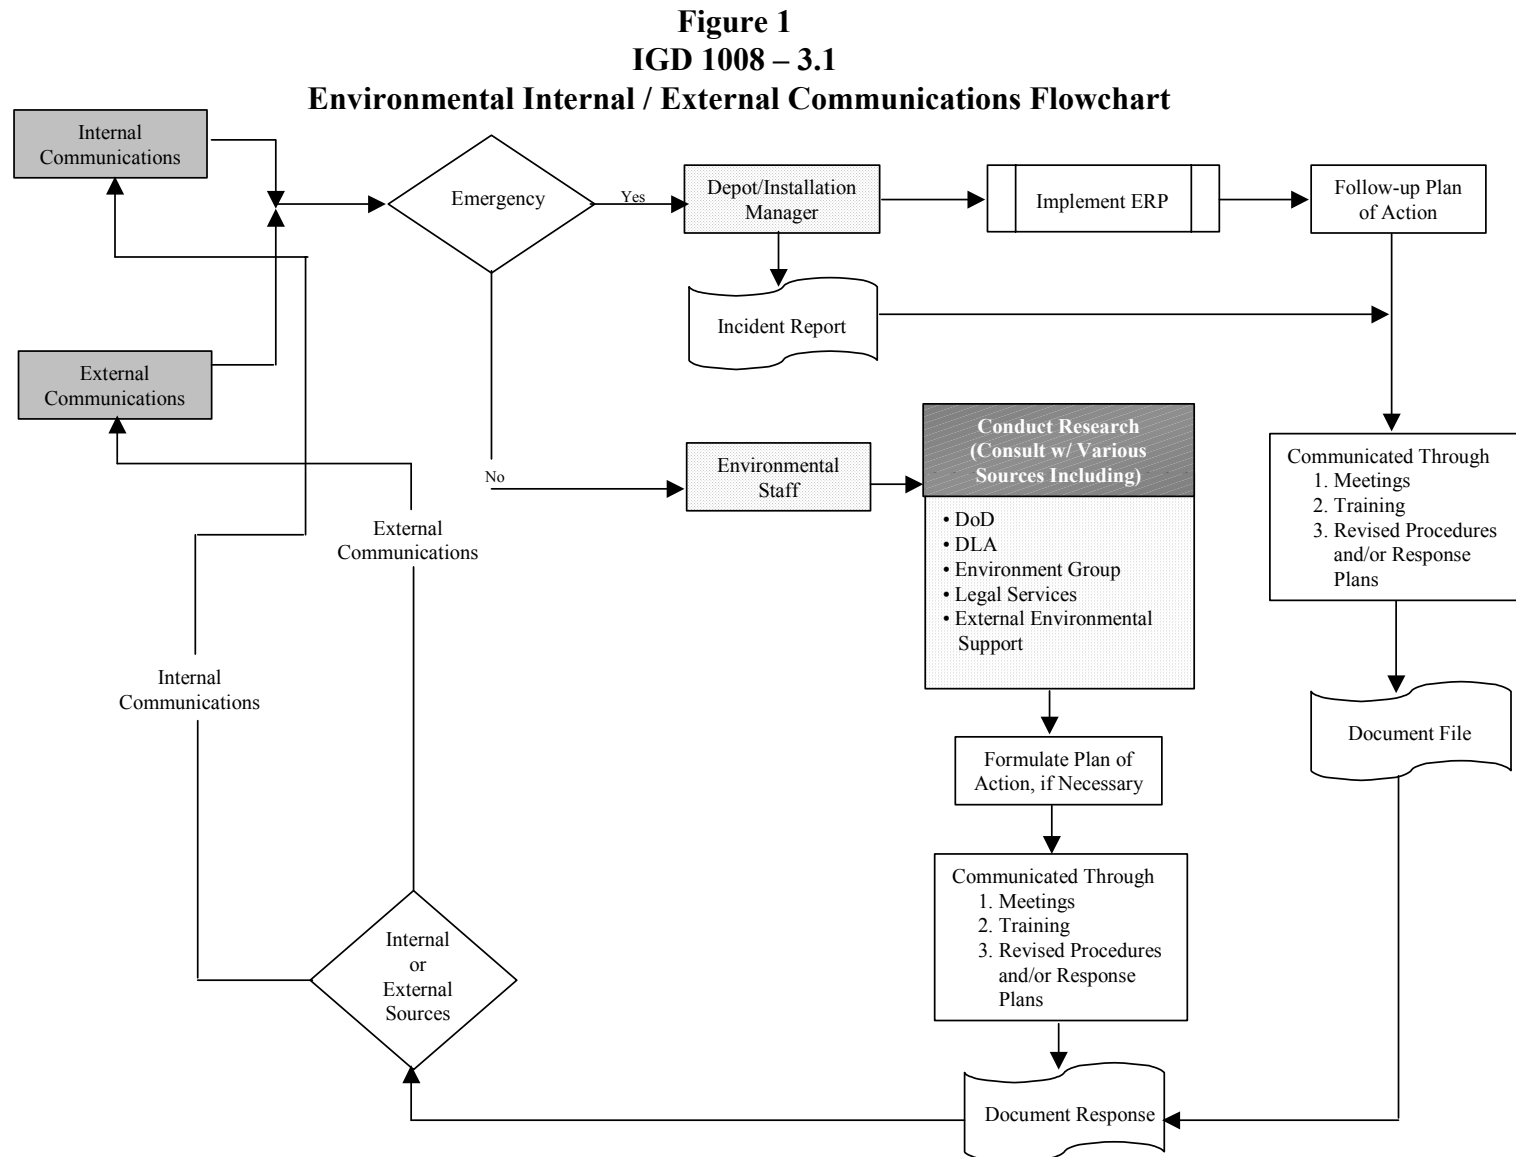 Figure 1
IGD 1008 – 3.1
Environmental Internal / External Communications Flowchart
Internal
Communications
Emergency
Yes
Depot/Installation
Manager
Implement ERP
Follow-up Plan
of Action
Incident Report
External
Communications
No
Environmental
Staff
Conduct Research
(Consult w/ Various
Sources Including)
• DoD
• DLA
• Environment Group
• Legal Services
• External Environmental
Support
Communicated Through
1. Meetings
2. Training
3. Revised Procedures
and/or Response
Plans
External
Communications
Internal
Communications
Document File
Formulate Plan of
Action, if Necessary
Communicated Through
1. Meetings
2. Training
3. Revised Procedures
and/or Response
Plans
Internal
or
External
Sources
Document Response